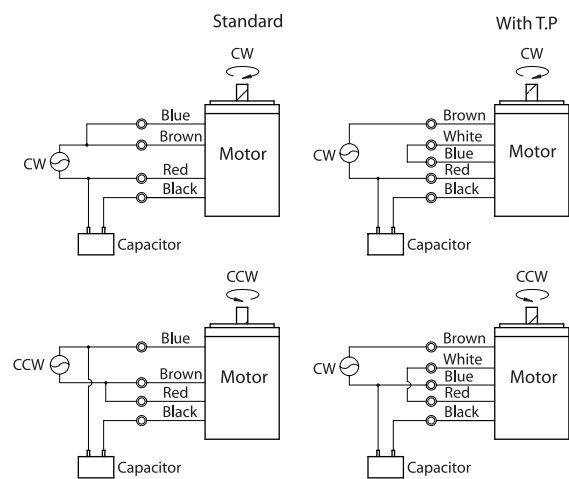 Standard
With T.P
CW
CW
Blue
Brown
CW
Motor
Red
Black
Capacitor
Brown
White
CW
Blue
Motor
Red
Black
Capacitor
CCW
CCW
Blue
CCW
Brown
Motor
Red
Black
Capacitor
Brown
White
CW
Blue
Motor
Red
Black
Capacitor